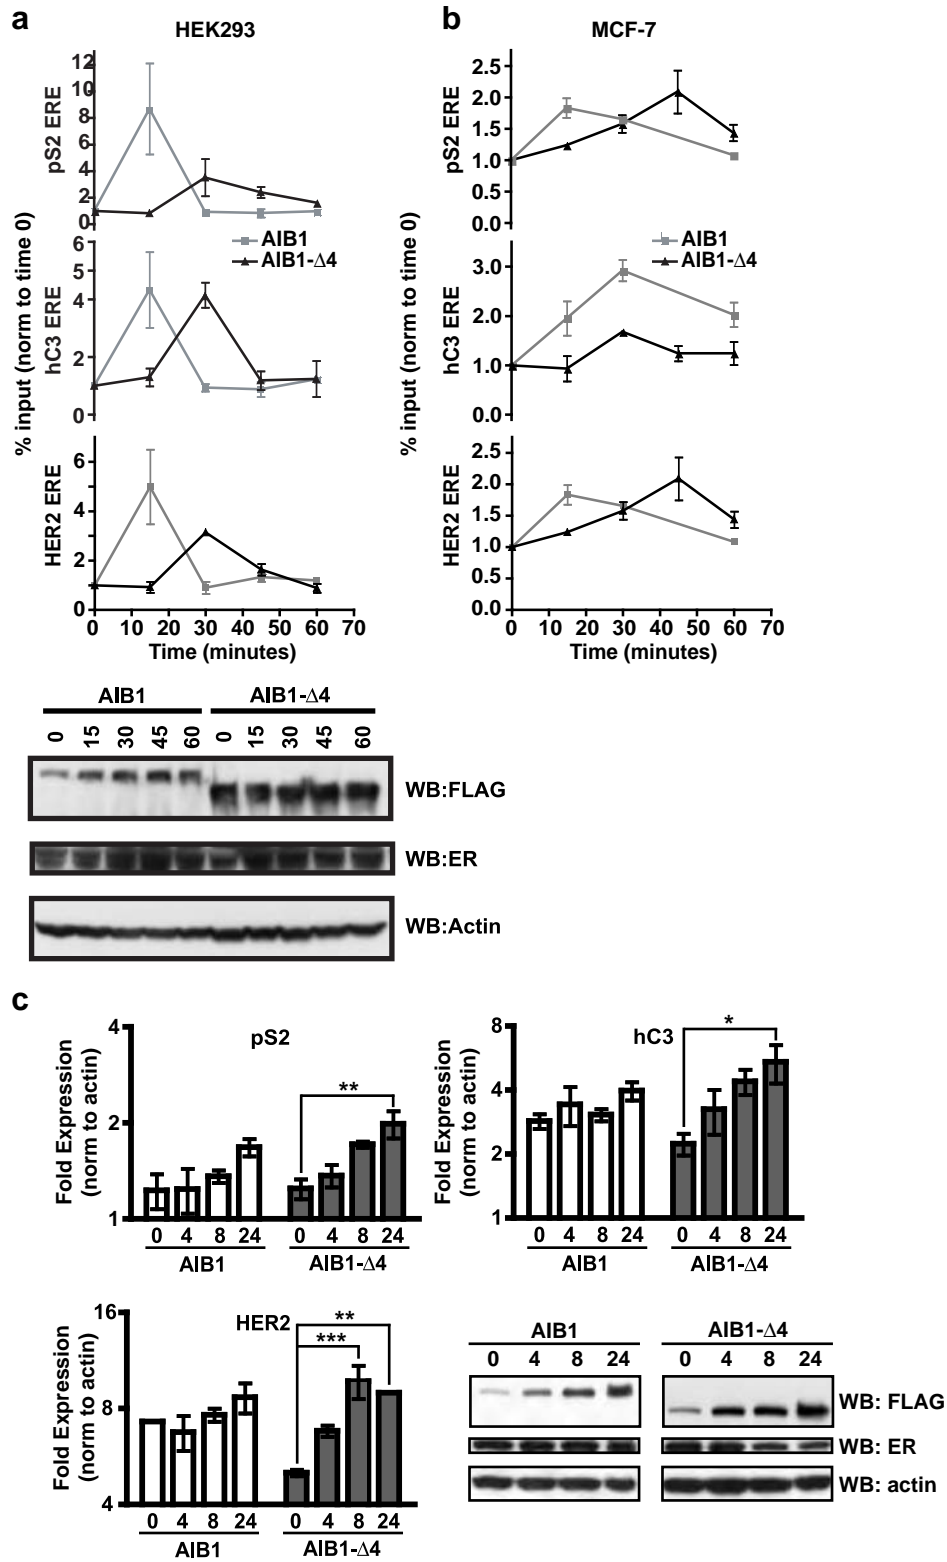 a
HEK293
12
10
8
6
4
2
0
pS2 ERE
AIB1
AIB1-Δ4
6
4
2
0
hC3 ERE
% input (norm to time 0)
6
4
2
0
HER2 ERE
0 10 20 30 40 50 60 70
Time (minutes)
b
MCF-7
2.5
2.0
1.5
1.0
0.5
0.0
pS2 ERE
AIB1
AIB1-Δ4
3.0
2.0
1.0
0.0
hC3 ERE
% input (norm to time 0)
2.5
2.0
1.5
1.0
0.5
0.0
HER2 ERE
0 10 20 30 40 50 60 70
Time (minutes)
AIB1 AIB1-Δ4
0 15 30 45 60 0 15 30 45 60
WB:FLAG
WB:ER
WB:Actin
c
pS2
Fold Expression
(norm to actin)
4
2
1
**
0 4 8 24 0 4 8 24
AIB1 AIB1-Δ4
hC3
Fold Expression
(norm to actin)
8
4
2
1
*
0 4 8 24 0 4 8 24
AIB1 AIB1-Δ4
HER2
Fold Expression
(norm to actin)
16
8
4
**
***
0 4 8 24 0 4 8 24
AIB1 AIB1-Δ4
AIB1 AIB1-Δ4
0 4 8 24 0 4 8 24
WB: FLAG
WB: ER
WB: actin